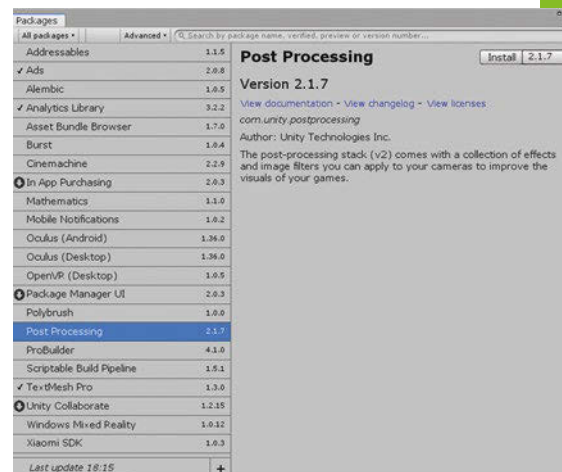 Packages
All packages Advanced Search by package name, verified, preview or version number...
Addressables 1.1.5
Ads 2.0.8
Alembic 1.0.5
Analytics Library 3.2.2
Asset Bundle Browser 1.7.0
Burst 1.0.4
Cinemachine 2.2.9
In App Purchasing 2.0.3
Mathematics 1.1.0
Mobile Notifications 1.0.2
Oculus (Android) 1.36.0
Oculus (Desktop) 1.36.0
OpenVR (Desktop) 1.0.5
Package Manager UI 2.0.3
Polybrush 1.0.0
Post Processing 2.1.7
ProBuilder 4.1.0
Scriptable Build Pipeline 1.5.1
TextMesh Pro 1.3.0
Unity Collaborate 1.2.15
Windows Mixed Reality 1.0.12
Xiaomi SDK 1.0.3
Last update 18:15 +
Post Processing Install 2.1.7
Version 2.1.7
View documentation - View changelog - View licenses
com.unity.postprocessing
Author: Unity Technologies Inc.
The post-processing stack (v2) comes with a collection of effects
and image filters you can apply to your cameras to improve the
visuals of your games.